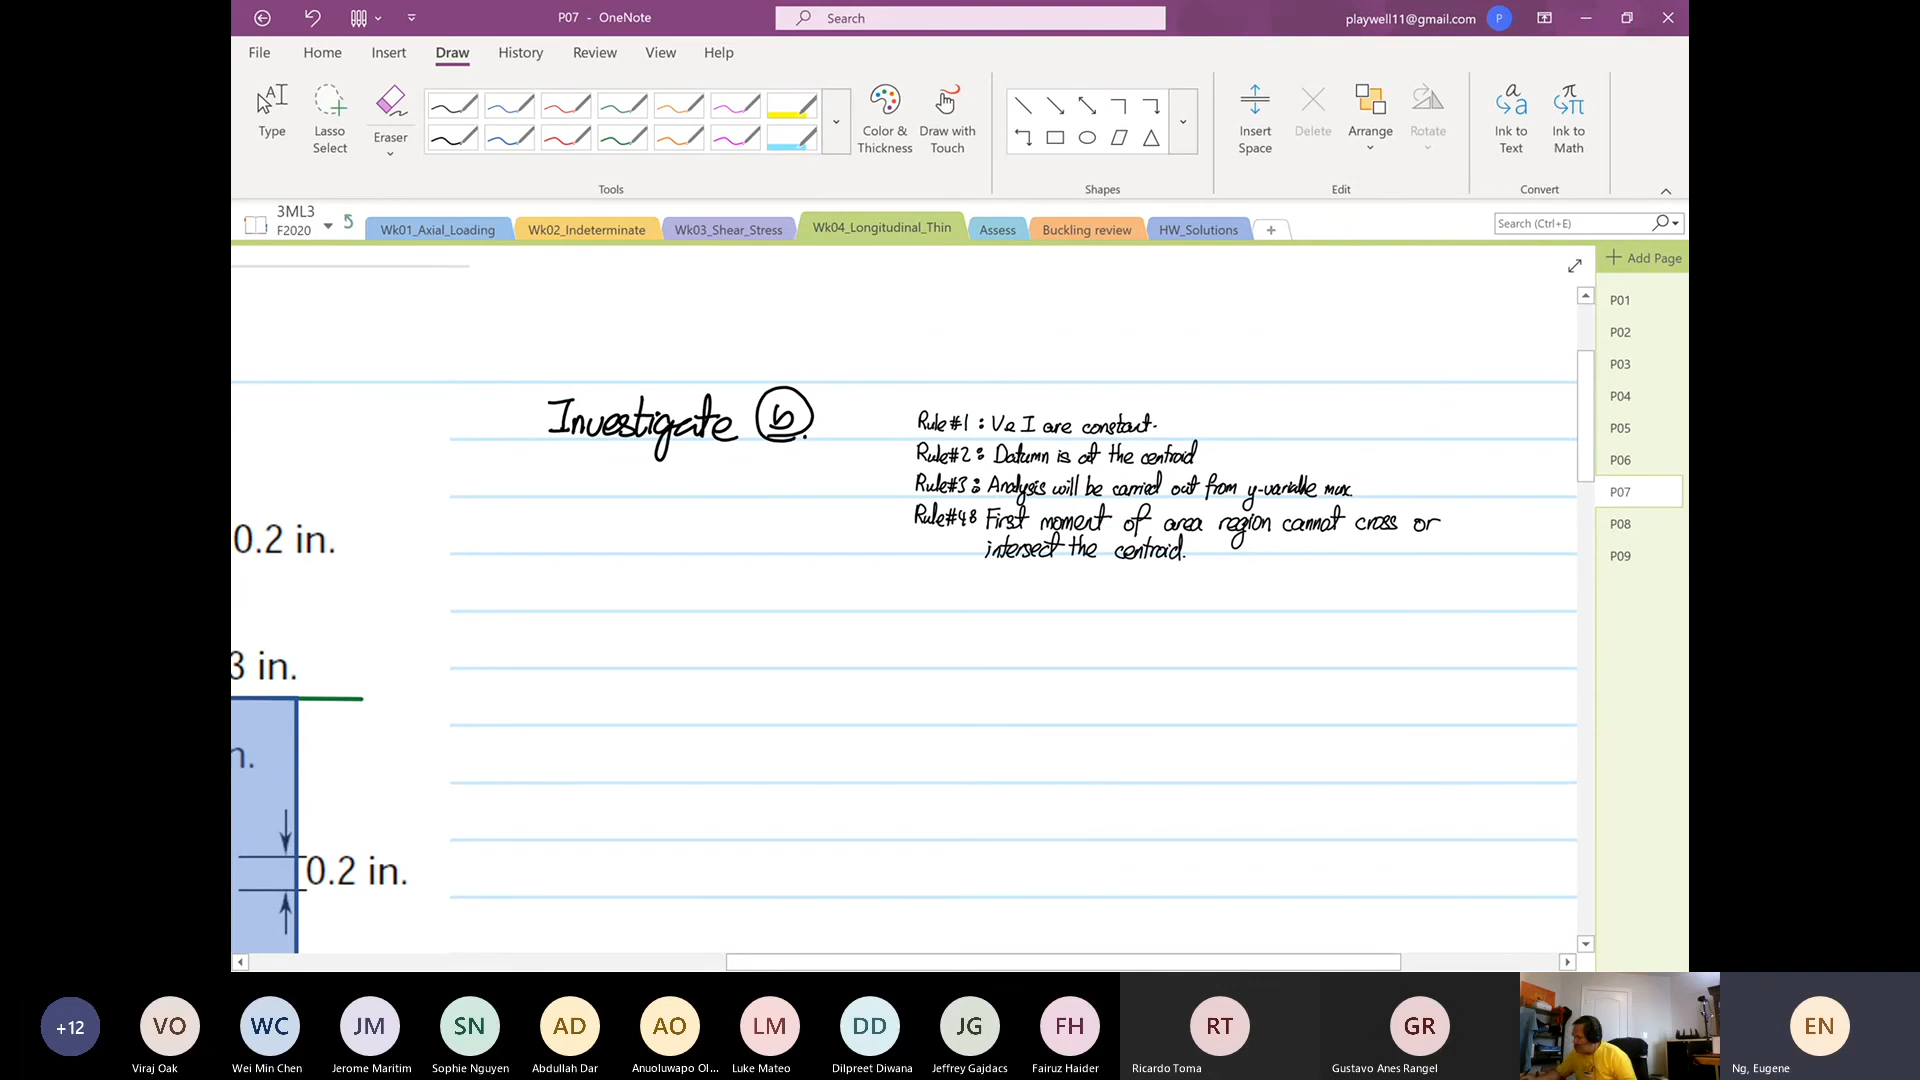 P07 - OneNote
Search
playwell11@gmail.com
P
File Home Insert Draw History Review View Help
Type
Lasso Select
Eraser
Color & Thickness
Draw with Touch
Insert Space
Delete
Arrange
Rotate
Ink to Text
Ink to Math
Tools
Shapes
Edit
Convert
3ML3
F2020
Wk01_Axial_Loading
Wk02_Indeterminate
Wk03_Shear_Stress
Wk04_Longitudinal_Thin
Assess
Buckling review
HW_Solutions
Search (Ctrl+E)
Add Page
P01
P02
P03
P04
P05
P06
P07
P08
P09
Investigate b.
Rule#1: V& I are constant.
Rule#2: Datumn is at the centroid
Rule#3: Analysis will be carried out from y-variable max.
Rule#4: First moment of area region cannot cross or
intersect the centroid.
0.2 in.
3 in.
n.
0.2 in.
+12 VO WC JM SN AD AO LM DD JG FH RT GR EN
Viraj Oak
Wei Min Chen
Jerome Maritim
Sophie Nguyen
Abdullah Dar
Anuoluwapo Ol...
Luke Mateo
Dilpreet Diwana
Jeffrey Gajdacs
Fairuz Haider
Ricardo Toma
Gustavo Anes Rangel
Ng, Eugene